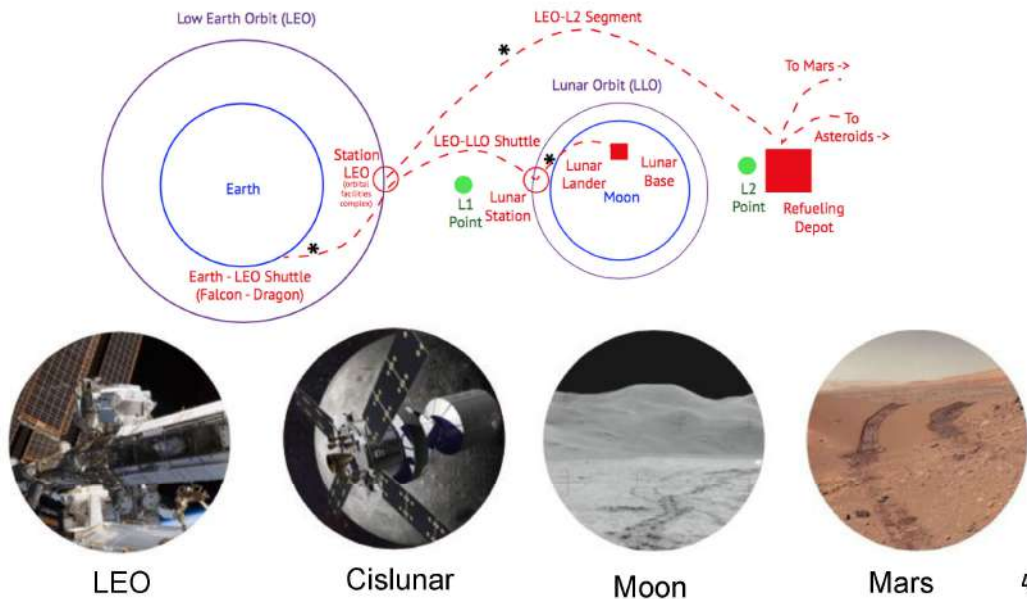 Low Earth Orbit (LEO)
LEO-L2 Segment
*
To Mars ->
Lunar Orbit (LLO)
To
Asteroids ->
LEO-LLO Shuttle
*
Station
LEO
(orbital
facilities
complex)
Earth
Lunar
Lander
Lunar
Base
L1
Point
Lunar
Station
Moon
L2
Point
Refueling
Depot
*
Earth - LEO Shuttle
(Falcon - Dragon)
LEO
Cislunar
Moon
Mars